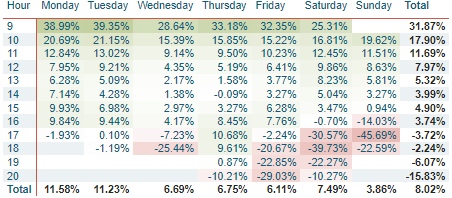 Hour Monday Tuesday Wednesday Thursday Friday Saturday Sunday Total
9 38.99% 39.35% 28.64% 33.18% 32.35% 25.31% 31.87%
10 20.69% 21.15% 15.39% 15.85% 15.22% 16.81% 19.62% 17.90%
11 12.84% 13.02% 9.14% 9.50% 10.23% 12.45% 11.51% 11.69%
12 7.95% 9.21% 4.35% 5.19% 6.41% 9.86% 8.63% 7.97%
13 6.28% 5.09% 2.17% 1.58% 3.77% 8.23% 5.81% 5.32%
14 7.14% 4.28% 1.38% -0.09% 3.27% 5.04% 3.27% 3.99%
15 9.93% 6.98% 2.97% 3.27% 6.28% 3.47% 0.94% 4.90%
16 9.84% 9.44% 4.17% 8.45% 7.76% -0.70% -14.03% 3.74%
17 -1.93% 0.10% -7.23% 10.68% -2.24% -30.57% -45.69% -3.72%
18 -1.19% -25.44% 9.61% -20.67% -39.73% -22.59% -2.24%
19 0.87% -22.85% -22.27% -6.07%
20 -10.21% -29.03% -10.27% -15.83%
Total 11.58% 11.23% 6.69% 6.75% 6.11% 7.49% 3.86% 8.02%